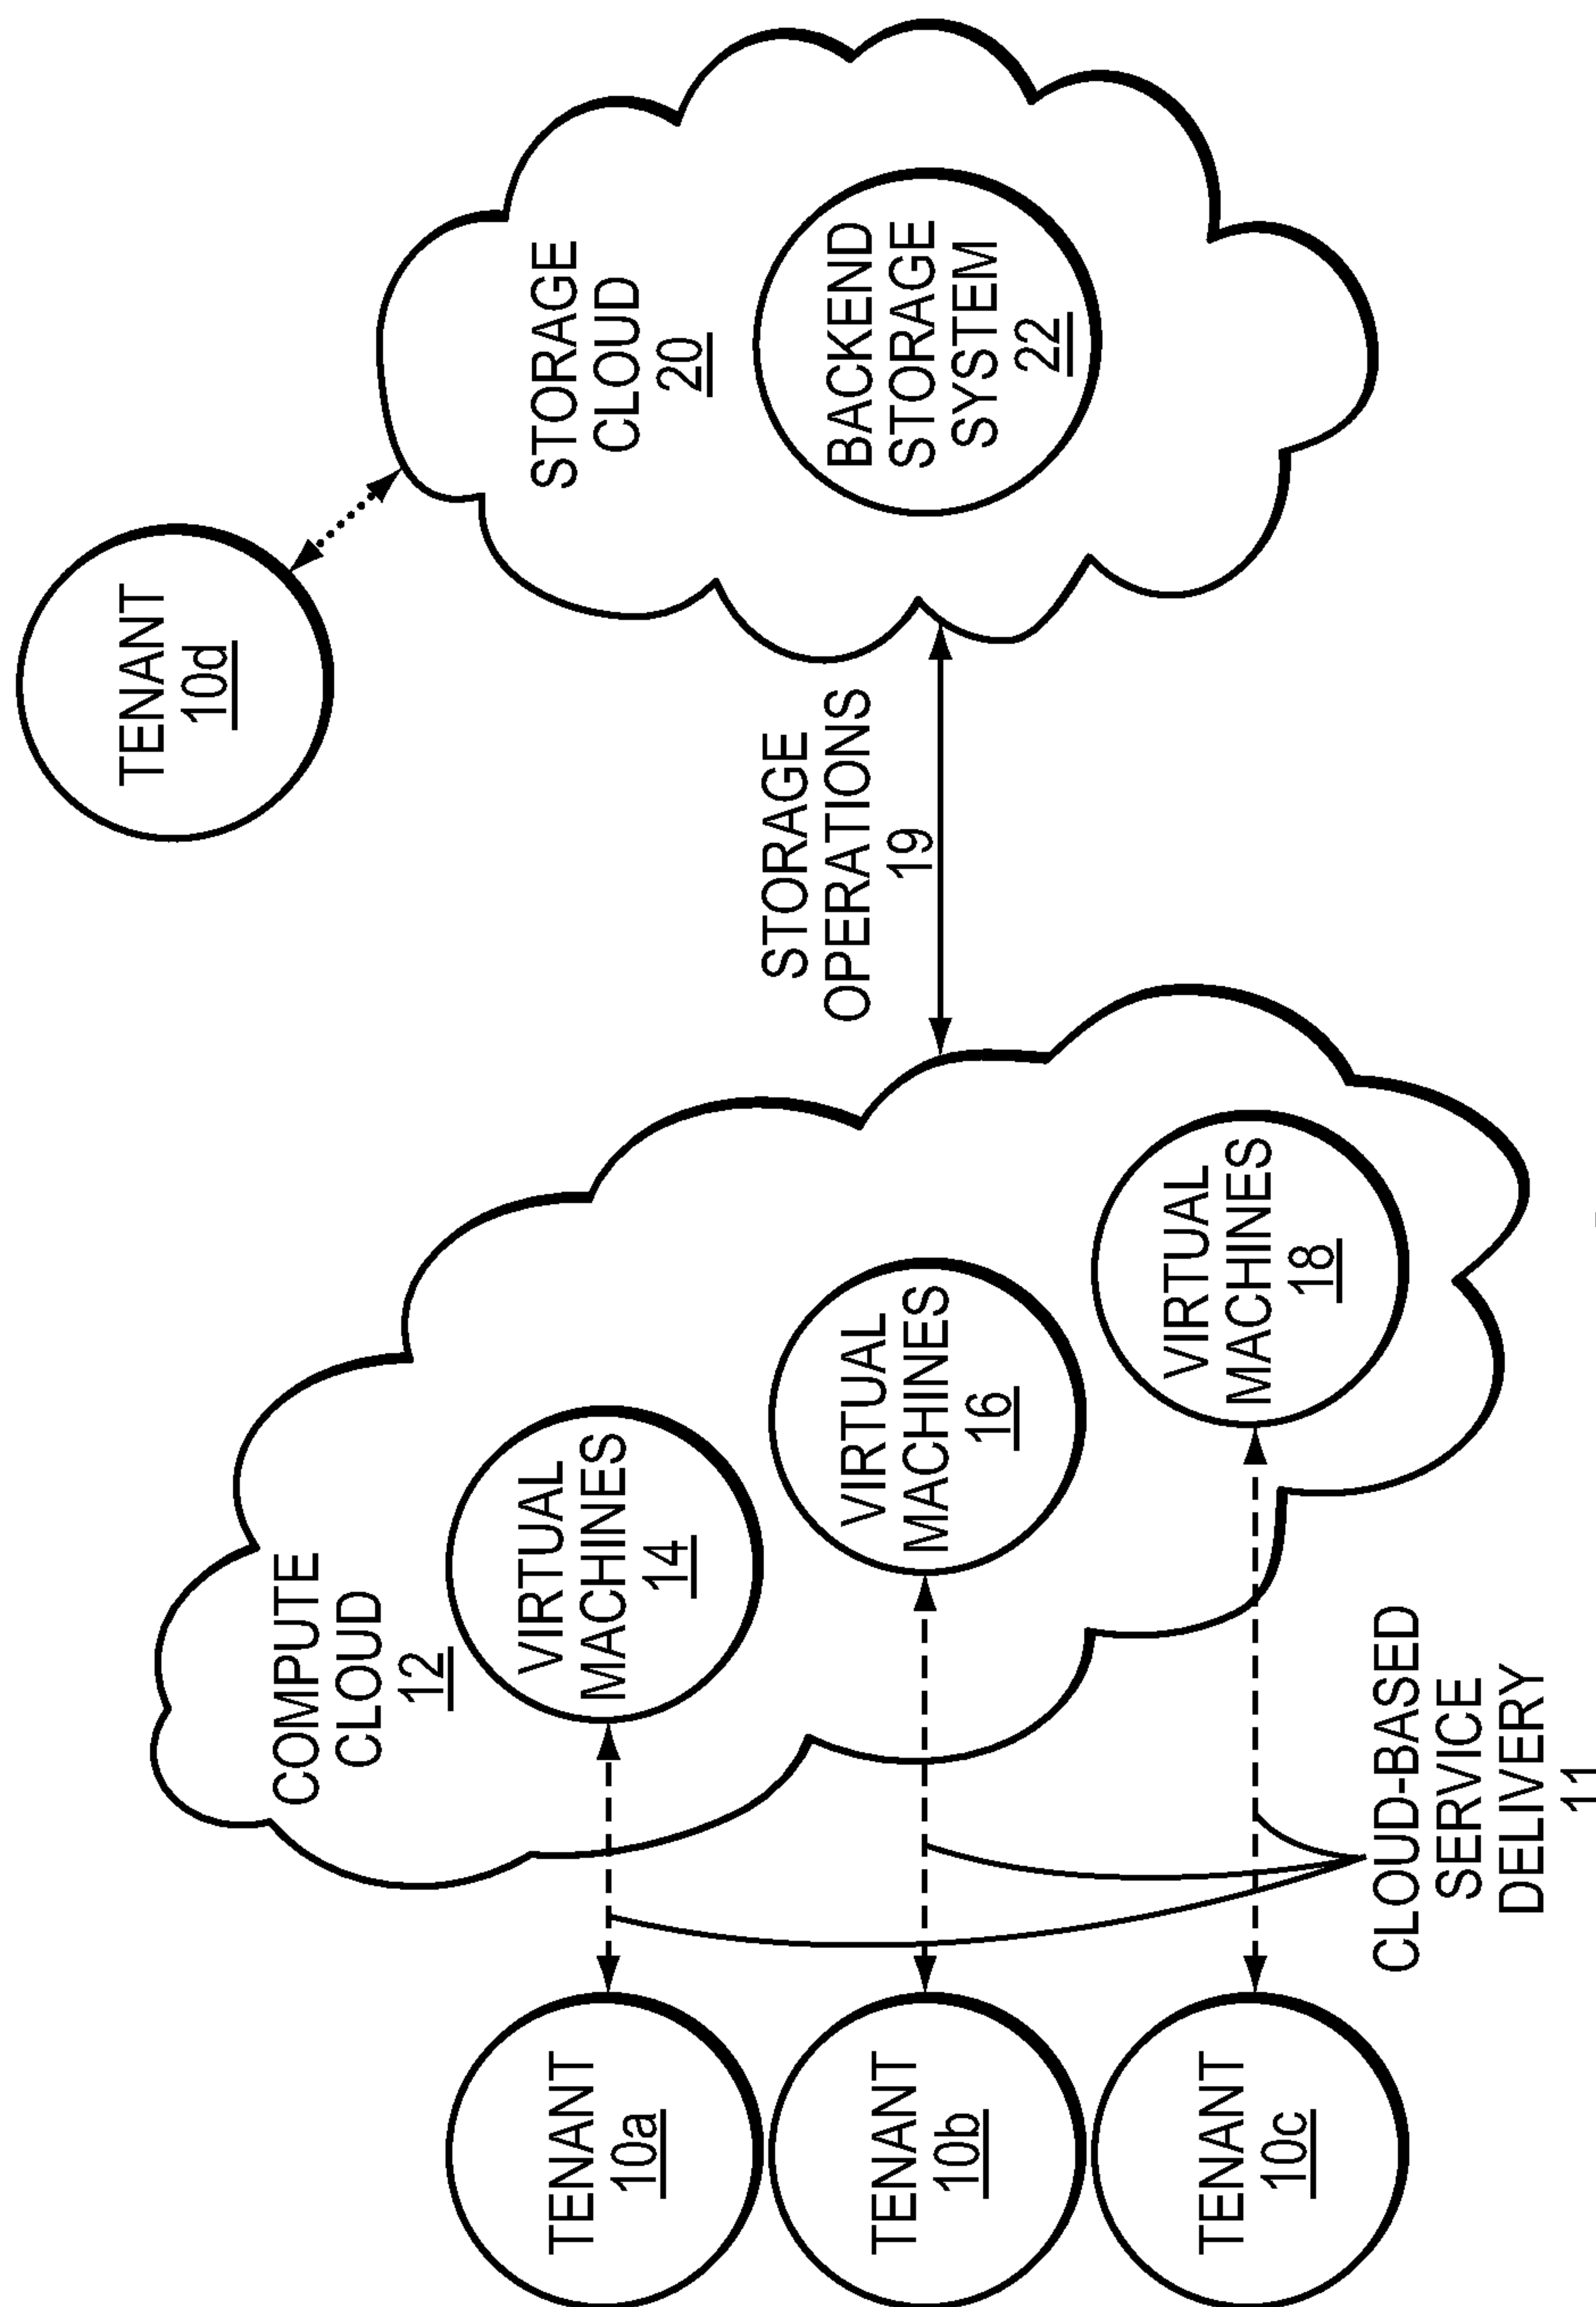 TENANT
10d
STORAGE
CLOUD
20
BACKEND
STORAGE
SYSTEM
22
STORAGE
OPERATIONS
19
COMPUTE
CLOUD
12
VIRTUAL
MACHINES
14
VIRTUAL
MACHINES
16
VIRTUAL
MACHINES
18
TENANT
10a
TENANT
10b
TENANT
10c
CLOUD-BASED
SERVICE
DELIVERY
11